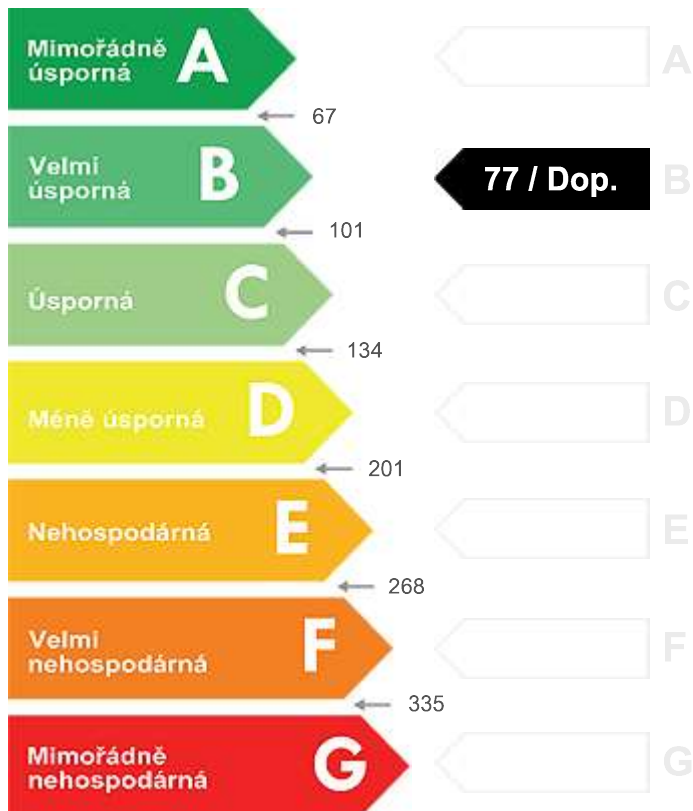 Mimořádně
úsporná
A
A
67
Velmi
úsporná
B
77 / Dop.
B
101
Úsporná
C
C
134
Méně úsporná
D
D
201
Nehospodárná
E
E
268
Velmi
nehospodárná
F
F
335
Mimořádně
nehospodárná
G
G